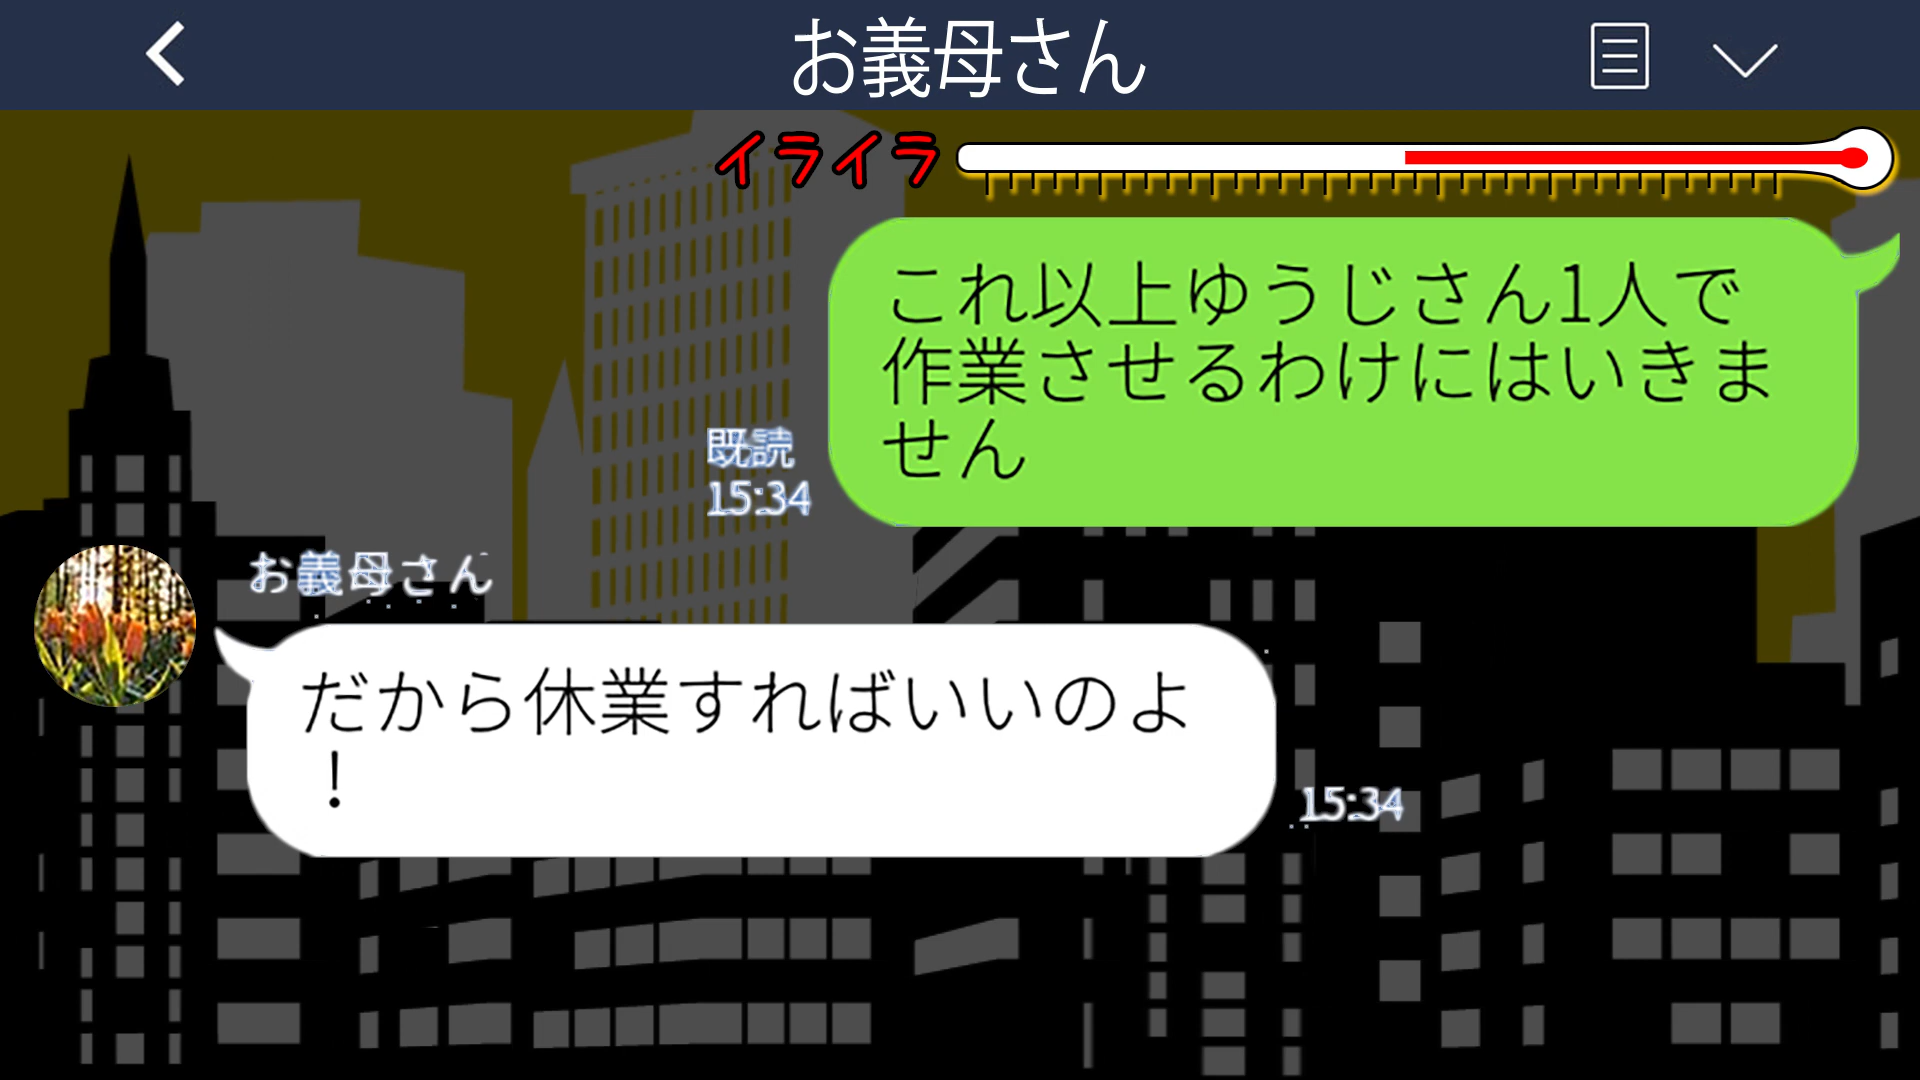 お義母さん
イライラ
これ以上ゆうじさん1人で
作業させるわけにはいきま
せん
既読
15:34
お義母さん
だから休業すればいいのよ
！
15:34